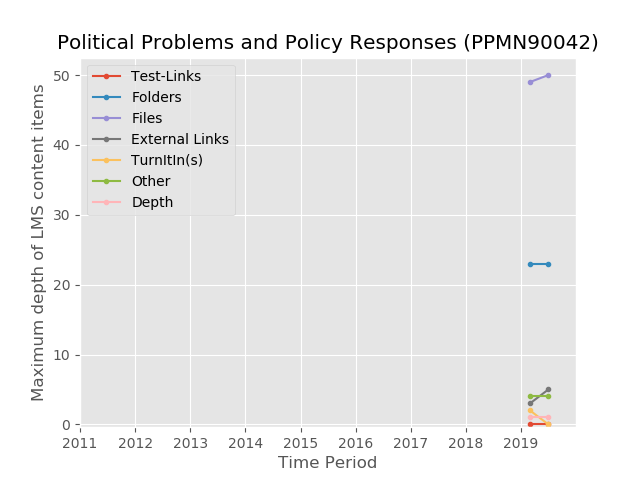 Political Problems and Policy Responses (PPMN90042)
Maximum depth of LMS content items
50
40
30
20
10
0
Test-Links
Folders
Files
External Links
TurnItIn(s)
Other
Depth
2011 2012 2013 2014 2015 2016 2017 2018 2019
Time Period